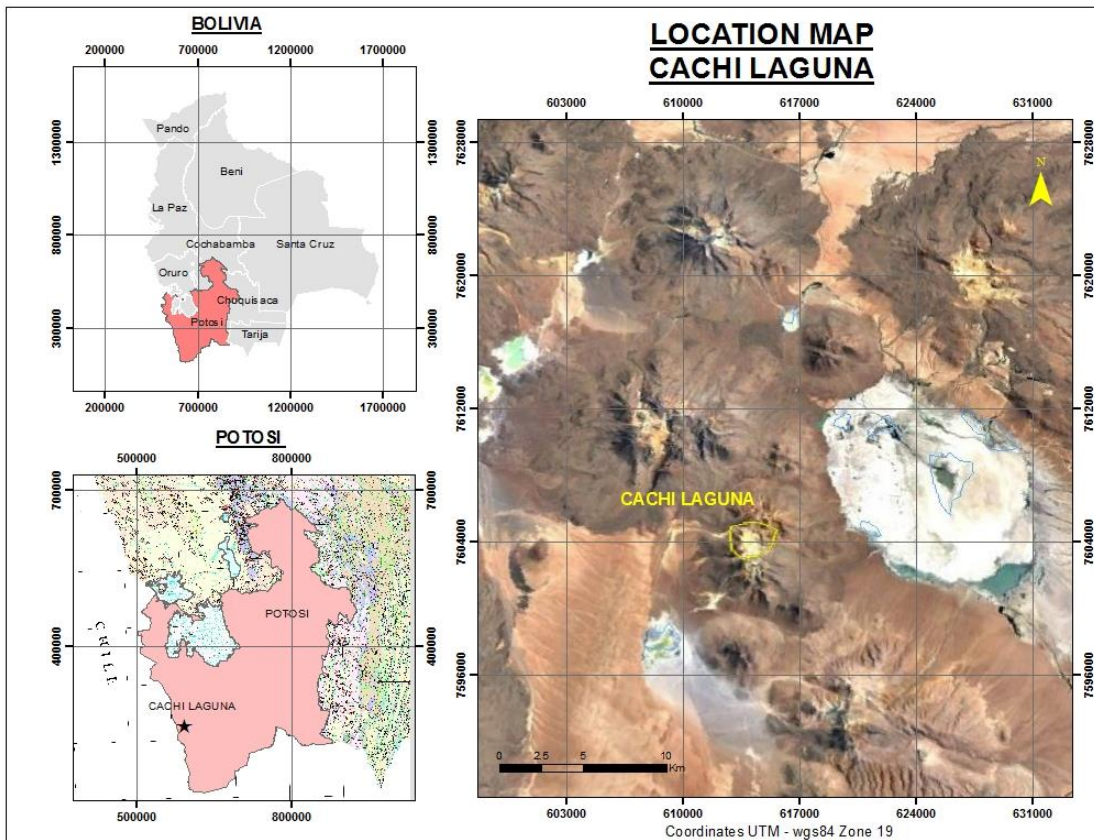 BOLIVIA
200000 700000 1200000 1700000
1300000
800000
300000
1300000
800000
300000
Pando
Beni
La Paz
Cochabamba
Santa Cruz
Oruro
Chuquisaca
Potosi
Tarija
200000 700000 1200000 1700000
POTOSI
500000 800000
700000
400000
700000
400000
POTOSI
CHILE
CACHI LAGUNA
500000 800000
LOCATION MAP
CACHI LAGUNA
603000 610000 617000 624000 631000
7628000
7620000
7612000
7604000
7596000
7628000
7620000
7612000
7604000
7596000
N
CACHI LAGUNA
0 2.5 5 10
Km
603000 610000 617000 624000 631000
Coordinates UTM - wgs84 Zone 19